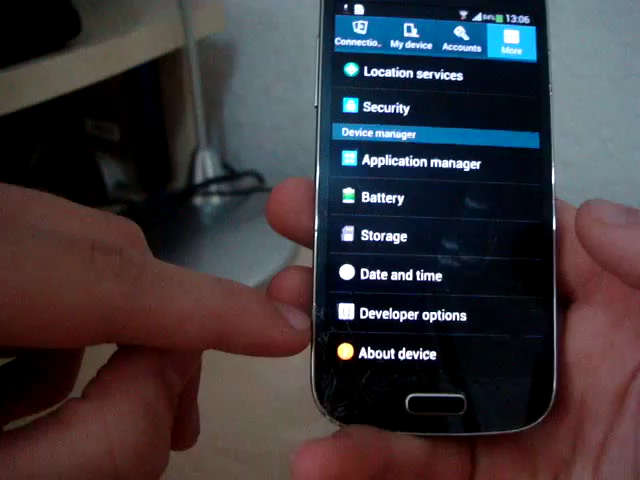 13:06
Connectio..
My device
Accounts
More
Location services
Security
Device manager
Application manager
Battery
Storage
Date and time
Developer options
About device